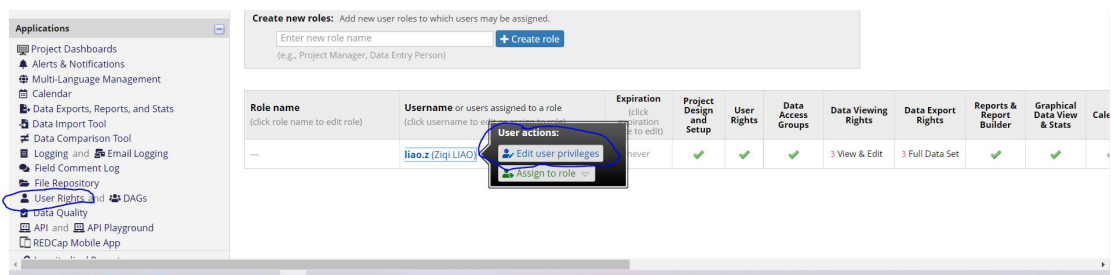 Applications
Project Dashboards
Alerts & Notifications
Multi-Language Management
Calendar
Data Exports, Reports, and Stats
Data Import Tool
Data Comparison Tool
Logging and Email Logging
Field Comment Log
File Repository
User Rights and DAGs
Data Quality
API and API Playground
REDCap Mobile App
Create new roles: Add new user roles to which users may be assigned.
Enter new role name
+ Create role
(e.g., Project Manager, Data Entry Person)
Role name
(click role name to edit role)
Username or users assigned to a role
(click username to edit or assign to role)
Expiration
(click
expiration
to edit)
Project
Design
and
Setup
User
Rights
Data
Access
Groups
Data Viewing
Rights
Data Export
Rights
Reports &
Report
Builder
Graphical
Data View
& Stats
Cale
—
liao.z (Ziqi LIAO)
never
3 View & Edit
3 Full Data Set
User actions:
Edit user privileges
Assign to role